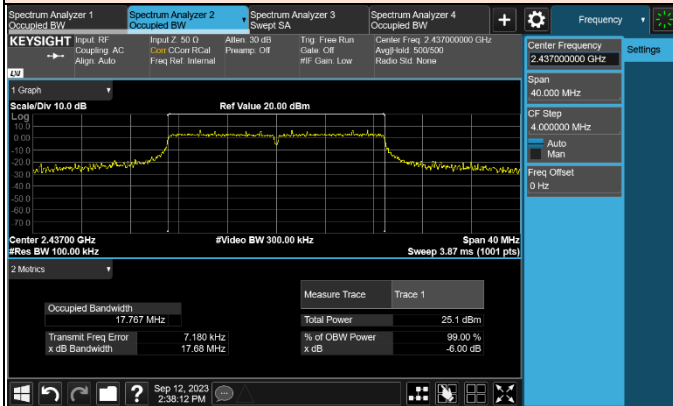 Spectrum Analyzer 1
Occupied BW
Spectrum Analyzer 2
Occupied BW
Spectrum Analyzer 3
Swept SA
Spectrum Analyzer 4
Occupied BW
+
Frequency
KEYSIGHT
Input: RF
Coupling: AC
Align: Auto
Input Z: 50 Ω
Corr CCorr RCal
Freq Ref: Internal
Atten: 30 dB
Preamp: Off
Trig: Free Run
Gate: Off
#IF Gain: Low
Center Freq: 2.437000000 GHz
Avg|Hold: 500/500
Radio Std: None
LXI
Center Frequency
2.437000000 GHz
Settings
Span
40.000 MHz
CF Step
4.000000 MHz
Auto
Man
Freq Offset
0 Hz
1 Graph
Scale/Div 10.0 dB
Ref Value 20.00 dBm
Log
10.0
0.00
-10.0
-20.0
-30.0
-40.0
-50.0
-60.0
-70.0
Center 2.43700 GHz
#Video BW 300.00 kHz
Span 40 MHz
#Res BW 100.00 kHz
Sweep 3.87 ms (1001 pts)
2 Metrics
Measure Trace
Trace 1
Occupied Bandwidth
17.767 MHz
Total Power
25.1 dBm
Transmit Freq Error
7.180 kHz
% of OBW Power
99.00 %
x dB Bandwidth
17.68 MHz
x dB
-6.00 dB
?
Sep 12, 2023
2:38:12 PM